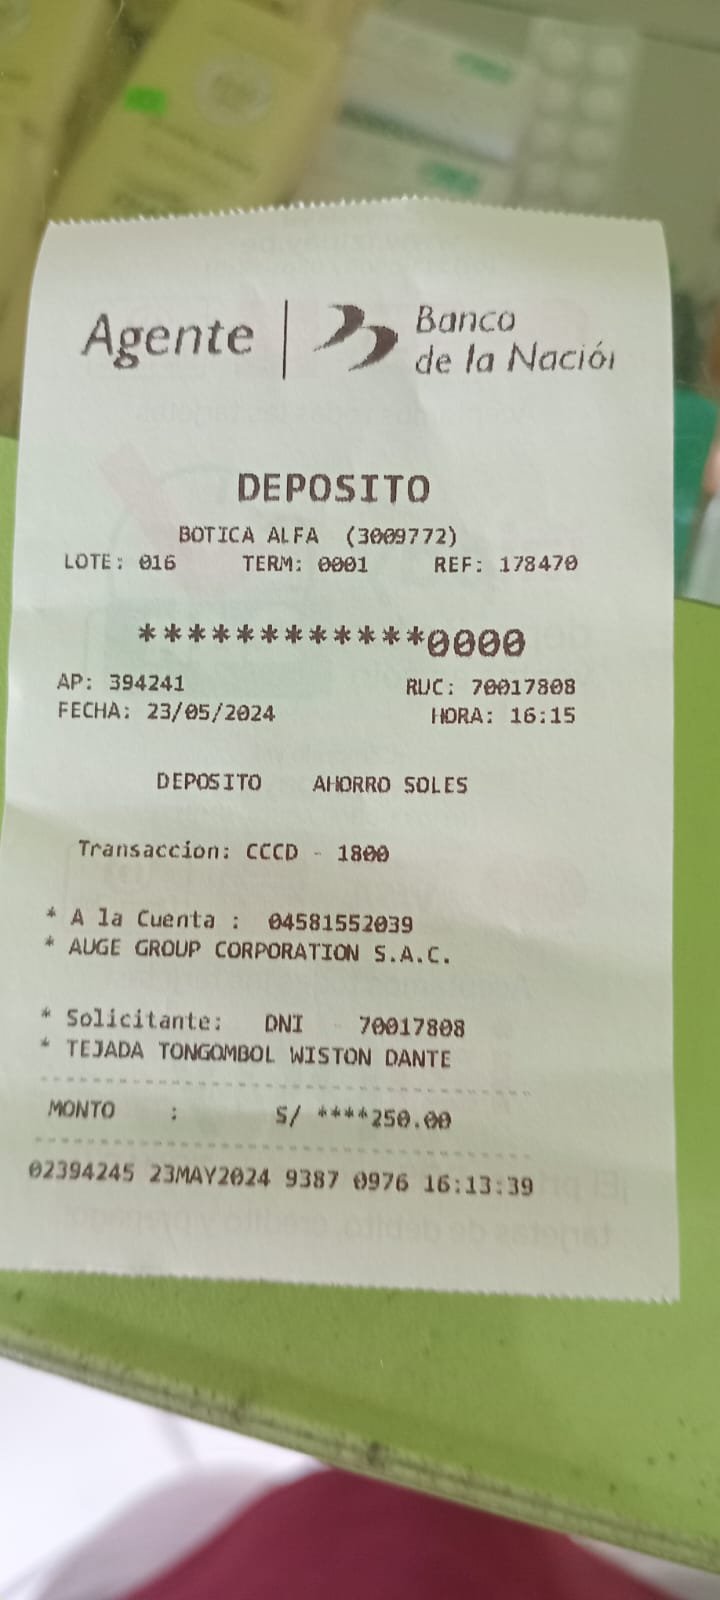 Agente | Banco
de la Nación
DEPOSITO
BOTICA ALFA (3009772)
LOTE: 016 TERM: 0001 REF: 178470
************0000
AP: 394241 RUC: 70017808
FECHA: 23/05/2024 HORA: 16:15
DEPOSITO AHORRO SOLES
Transaccion: CCCD - 1800
* A la Cuenta : 04581552039
* AUGE GROUP CORPORATION S.A.C.
* Solicitante: DNI - 70017808
* TEJADA TONGOMBOL WISTON DANTE
MONTO : S/ ****250.00
02394245 23MAY2024 9387 0976 16:13:39